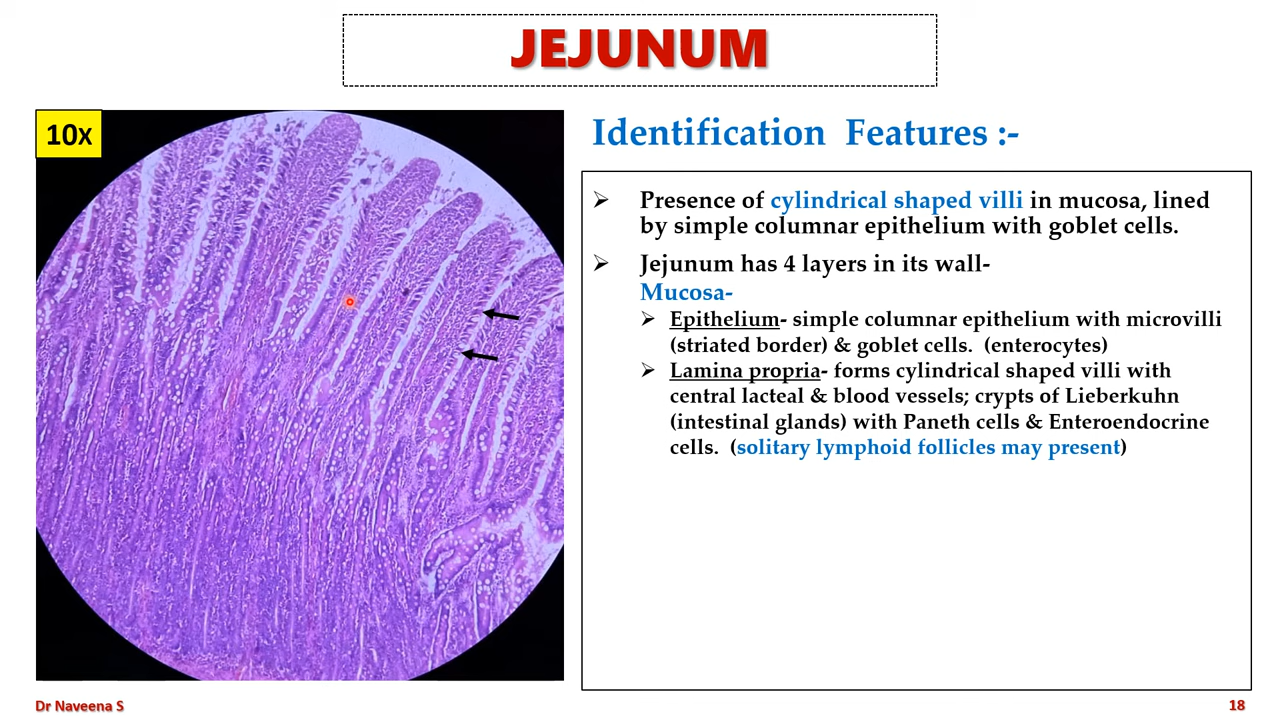 JEJUNUM
10x
Identification Features :-
➢ Presence of cylindrical shaped villi in mucosa, lined
by simple columnar epithelium with goblet cells.
➢ Jejunum has 4 layers in its wall-
Mucosa-
➢ Epithelium- simple columnar epithelium with microvilli
(striated border) & goblet cells. (enterocytes)
➢ Lamina propria- forms cylindrical shaped villi with
central lacteal & blood vessels; crypts of Lieberkuhn
(intestinal glands) with Paneth cells & Enteroendocrine
cells. (solitary lymphoid follicles may present)
Dr Naveena S
18